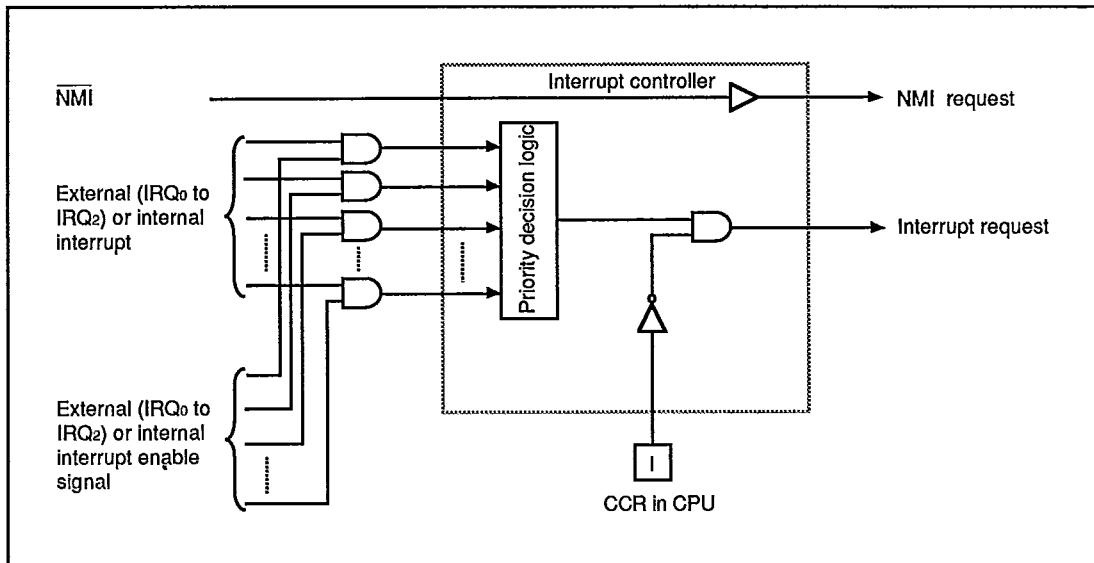 NMI
Interrupt controller
NMI request
External (IRQ0 to
IRQ2) or internal
interrupt
Priority decision logic
Interrupt request
External (IRQ0 to
IRQ2) or internal
interrupt enable
signal
I
CCR in CPU